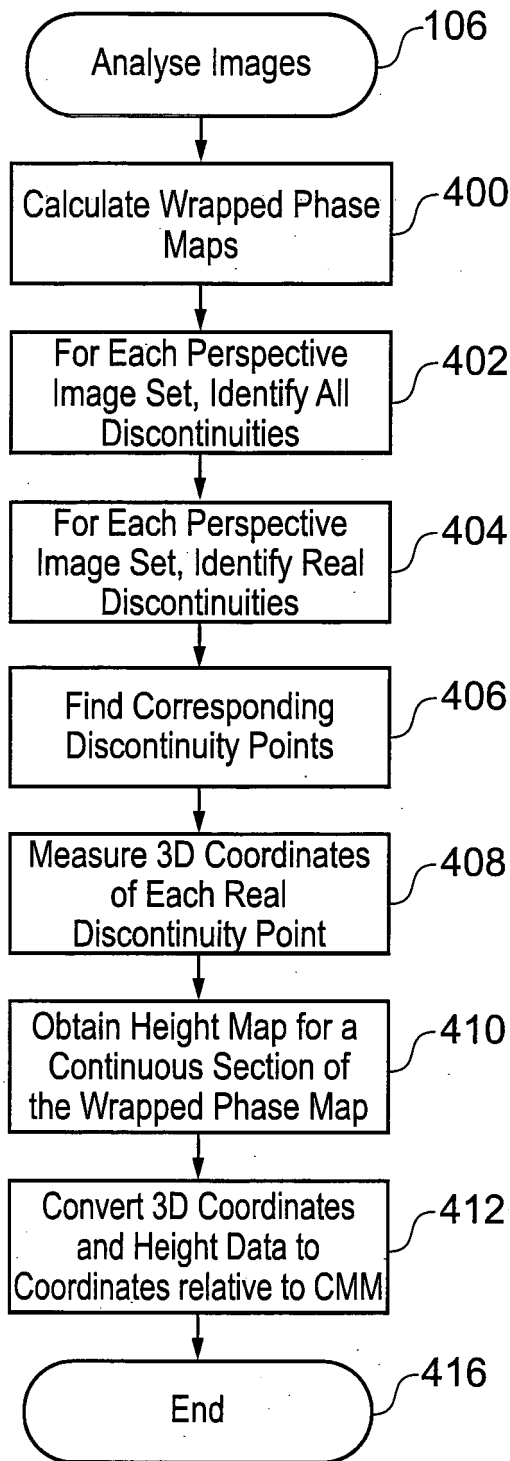 Analyse Images
106
Calculate Wrapped Phase
Maps
400
For Each Perspective
Image Set, Identify All
Discontinuities
402
For Each Perspective
Image Set, Identify Real
Discontinuities
404
Find Corresponding
Discontinuity Points
406
Measure 3D Coordinates
of Each Real
Discontinuity Point
408
Obtain Height Map for a
Continuous Section of
the Wrapped Phase Map
410
Convert 3D Coordinates
and Height Data to
Coordinates relative to CMM
412
End
416